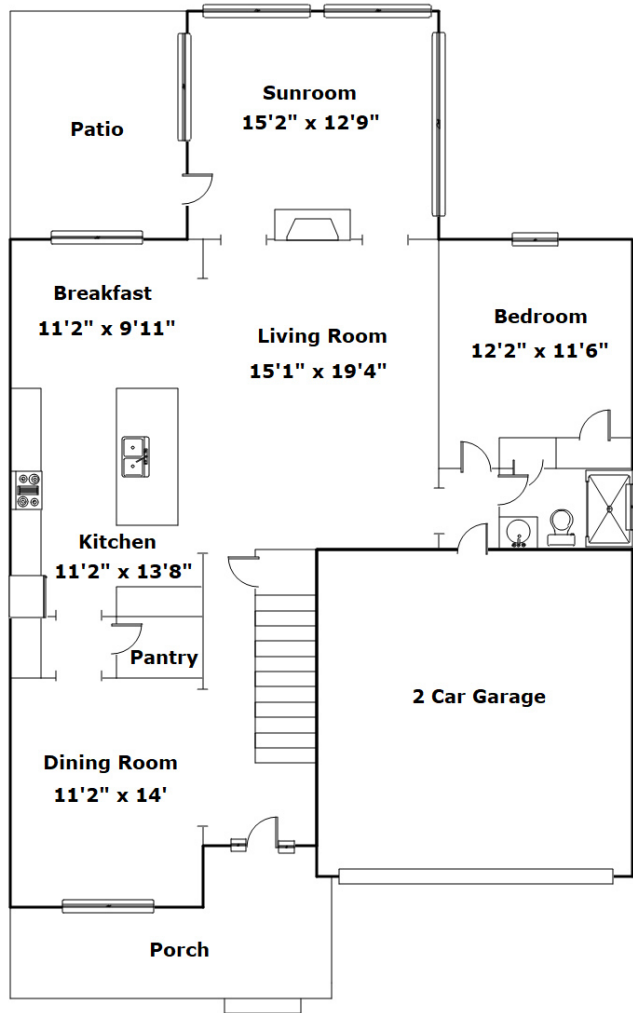 Sunroom
15'2" x 12'9"
Patio
Breakfast
11'2" x 9'11"
Living Room
15'1" x 19'4"
Bedroom
12'2" x 11'6"
Kitchen
11'2" x 13'8"
Pantry
2 Car Garage
Dining Room
11'2" x 14'
Porch